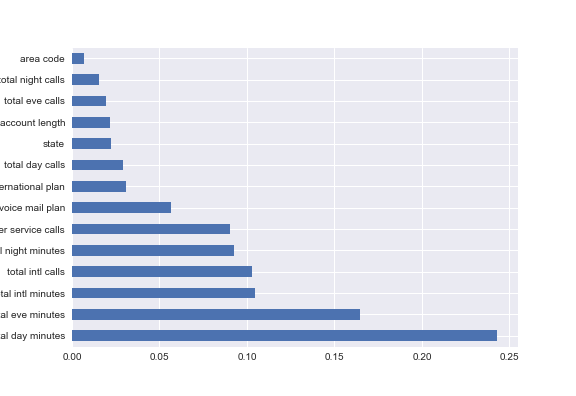 area code
otal night calls
total eve calls
account length
state
total day calls
ernational plan
voice mail plan
er service calls
l night minutes
total intl calls
tal intl minutes
al eve minutes
al day minutes
0.00 0.05 0.10 0.15 0.20 0.25